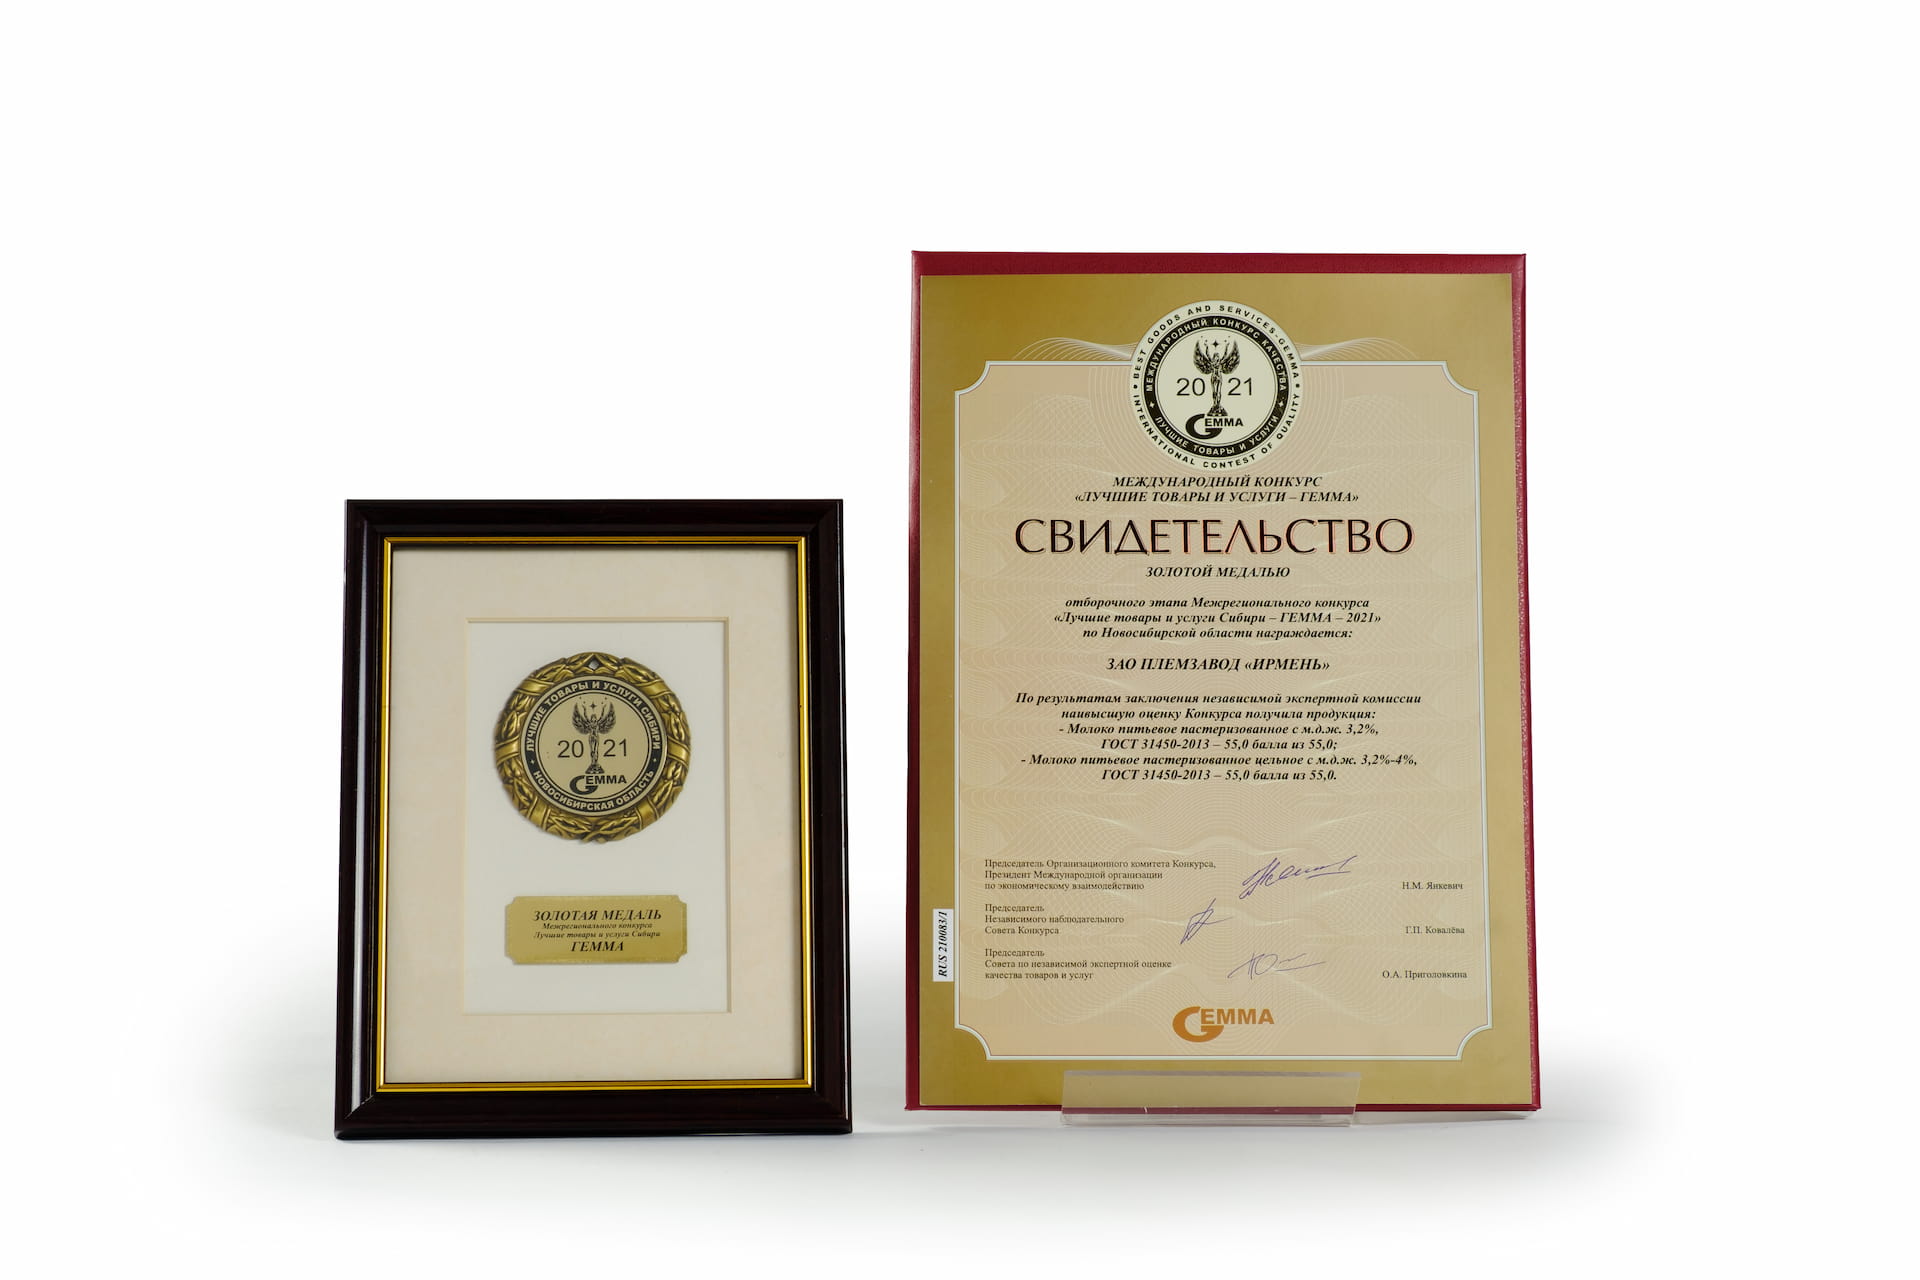 ЛУЧШИЕ ТОВАРЫ И УСЛУГИ СИБИРИ
20 21
GEMMA
НОВОСИБИРСКАЯ ОБЛАСТЬ
ЗОЛОТАЯ МЕДАЛЬ
Межрегионального конкурса
Лучшие товары и услуги Сибири
ГЕММА
BEST GOODS AND SERVICES-GEMMA
МЕЖДУНАРОДНЫЙ КОНКУРС КАЧЕСТВА
20 21
GEMMA
ЛУЧШИЕ ТОВАРЫ И УСЛУГИ
INTERNATIONAL CONTEST OF QUALITY
МЕЖДУНАРОДНЫЙ КОНКУРС
«ЛУЧШИЕ ТОВАРЫ И УСЛУГИ – ГЕММА»
СВИДЕТЕЛЬСТВО
ЗОЛОТОЙ МЕДАЛЬЮ
отборочного этапа Межрегионального конкурса
«Лучшие товары и услуги Сибири – ГЕММА – 2021»
по Новосибирской области награждается:
ЗАО ПЛЕМЗАВОД «ИРМЕНЬ»
По результатам заключения независимой экспертной комиссии
наивысшую оценку Конкурса получила продукция:
- Молоко питьевое пастеризованное с м.д.ж. 3,2%,
ГОСТ 31450-2013 – 55,0 балла из 55,0;
- Молоко питьевое пастеризованное цельное с м.д.ж. 3,2%-4%,
ГОСТ 31450-2013 – 55,0 балла из 55,0.
Председатель Организационного комитета Конкурса,
Президент Международной организации
по экономическому взаимодействию Н.М. Янкевич
Председатель
Независимого наблюдательного
Совета Конкурса Г.П. Ковалёва
Председатель
Совета по независимой экспертной оценке
качества товаров и услуг О.А. Приголовкина
RUS 210083/1
GEMMA